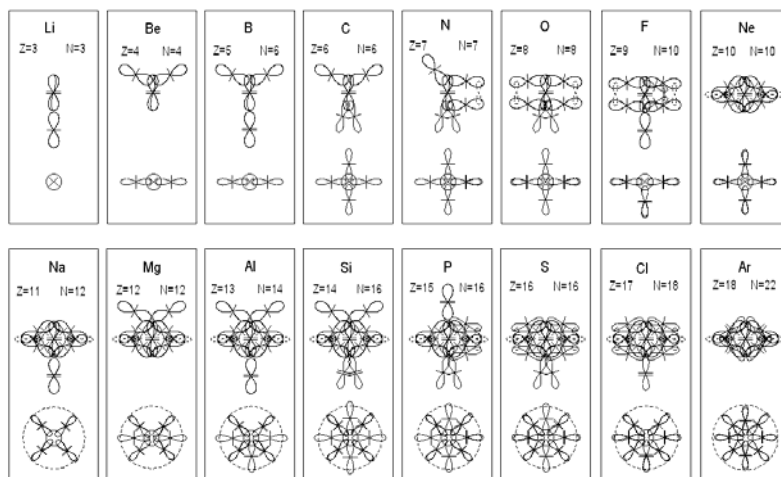 Li Be B C N O F Ne
Z=3 N=3 Z=4 N=4 Z=5 N=6 Z=6 N=6 Z=7 N=7 Z=8 N=8 Z=9 N=10 Z=10 N=10
Na Mg Al Si P S Cl Ar
Z=11 N=12 Z=12 N=12 Z=13 N=14 Z=14 N=16 Z=15 N=16 Z=16 N=16 Z=17 N=18 Z=18 N=22